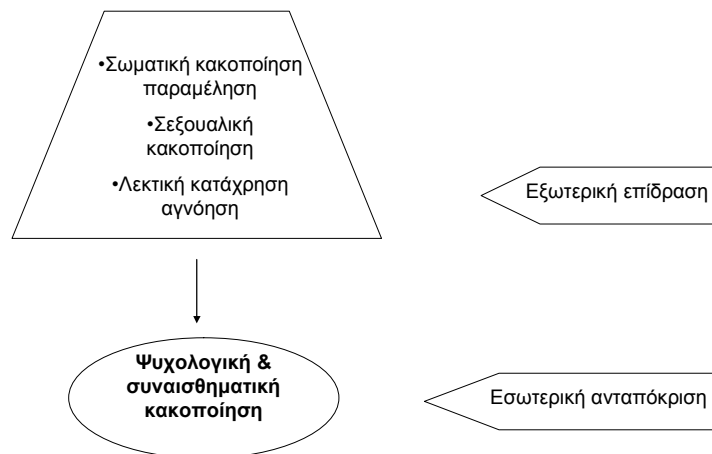 •Σωματική κακοποίηση
παραμέληση
•Σεξουαλική
κακοποίηση
•Λεκτική κατάχρηση
αγνόηση
Εξωτερική επίδραση
Ψυχολογική &
συναισθηματική
κακοποίηση
Εσωτερική ανταπόκριση